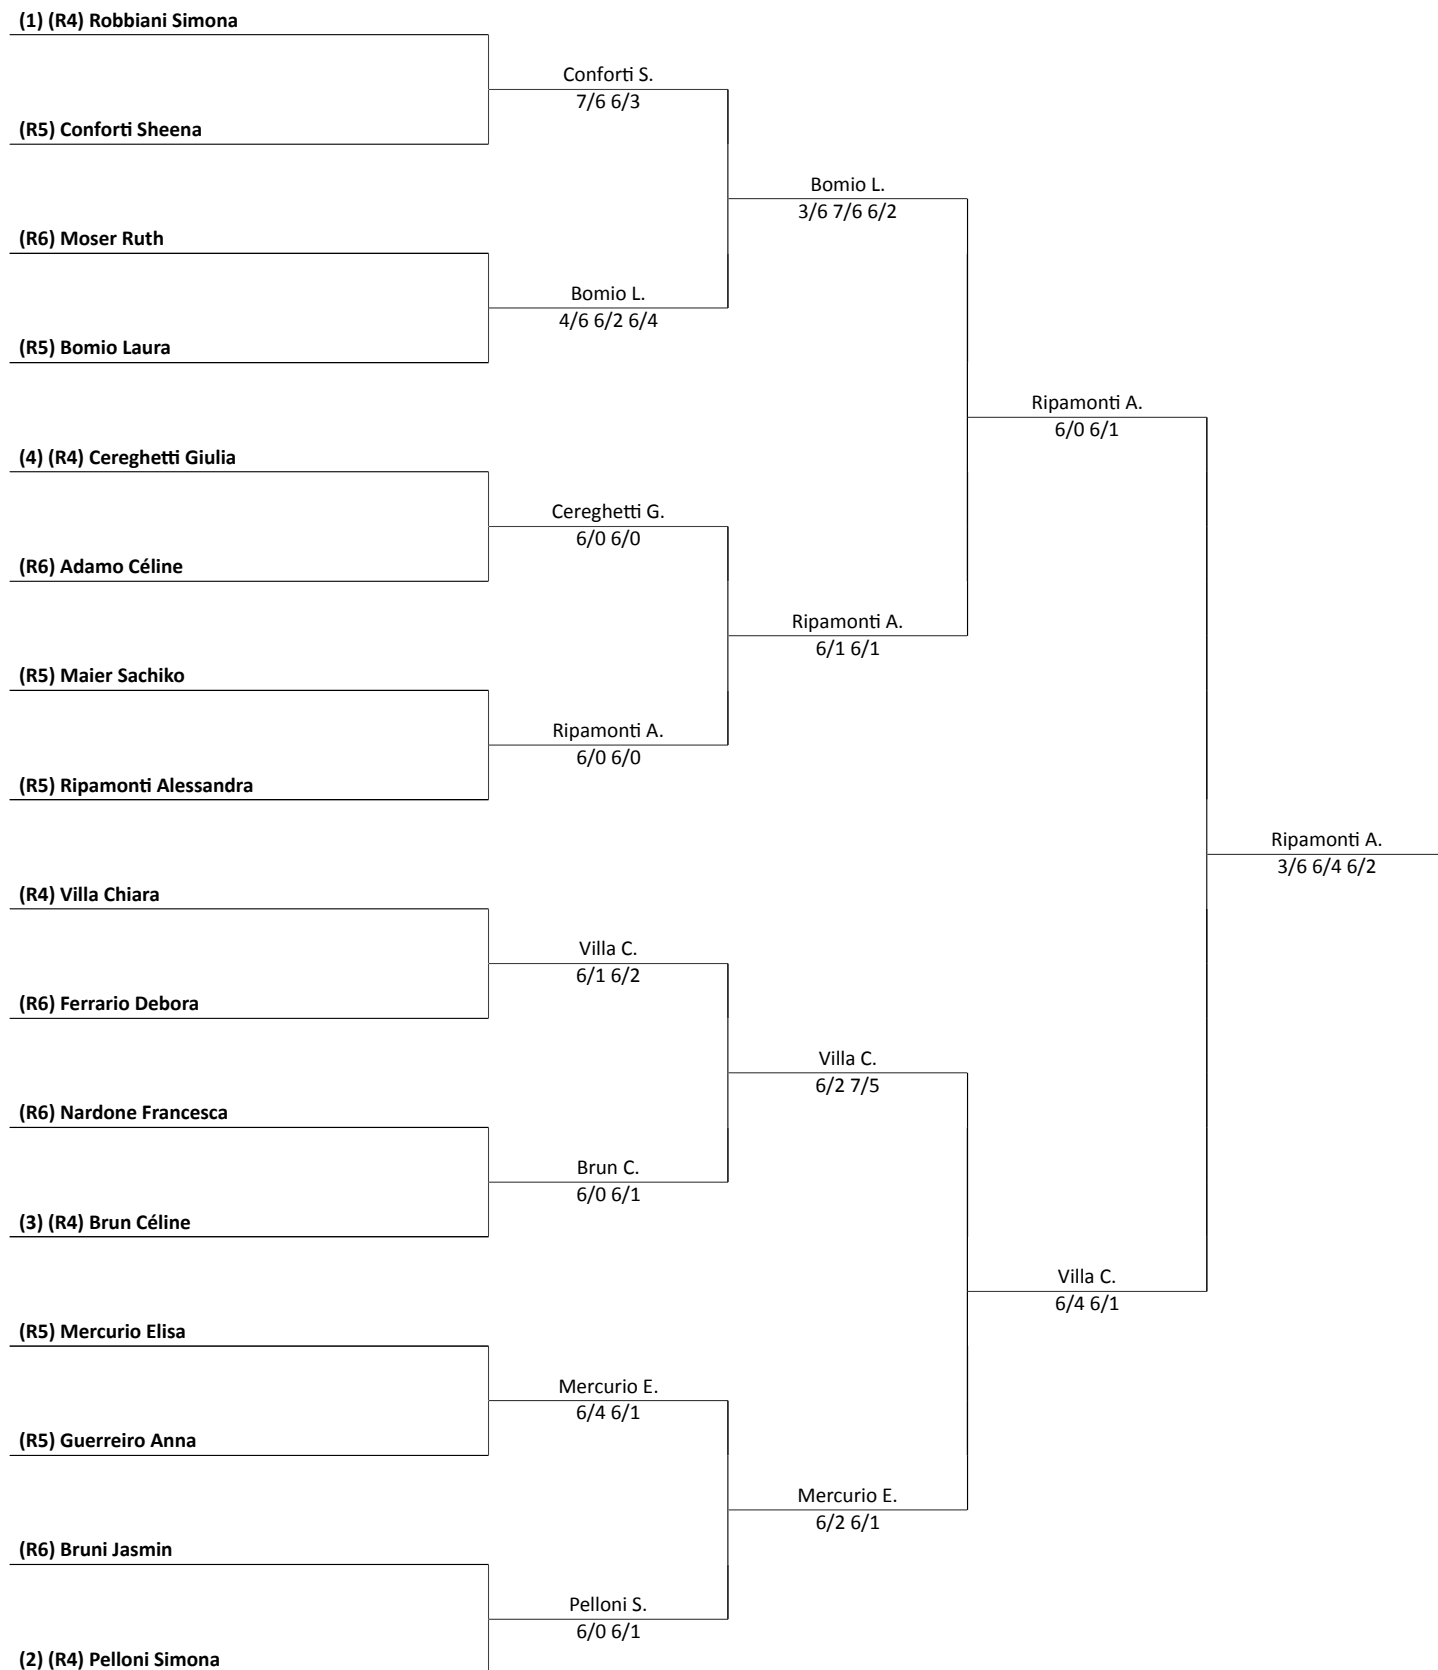 (1) (R4) Robbiani Simona
Conforti S.
7/6 6/3
(R5) Conforti Sheena
Bomio L.
3/6 7/6 6/2
(R6) Moser Ruth
Bomio L.
4/6 6/2 6/4
(R5) Bomio Laura
Ripamonti A.
6/0 6/1
(4) (R4) Cereghetti Giulia
Cereghetti G.
6/0 6/0
(R6) Adamo Céline
Ripamonti A.
6/1 6/1
(R5) Maier Sachiko
Ripamonti A.
6/0 6/0
(R5) Ripamonti Alessandra
Ripamonti A.
3/6 6/4 6/2
(R4) Villa Chiara
Villa C.
6/1 6/2
(R6) Ferrario Debora
Villa C.
6/2 7/5
(R6) Nardone Francesca
Brun C.
6/0 6/1
(3) (R4) Brun Céline
Villa C.
6/4 6/1
(R5) Mercurio Elisa
Mercurio E.
6/4 6/1
(R5) Guerreiro Anna
Mercurio E.
6/2 6/1
(R6) Bruni Jasmin
Pelloni S.
6/0 6/1
(2) (R4) Pelloni Simona